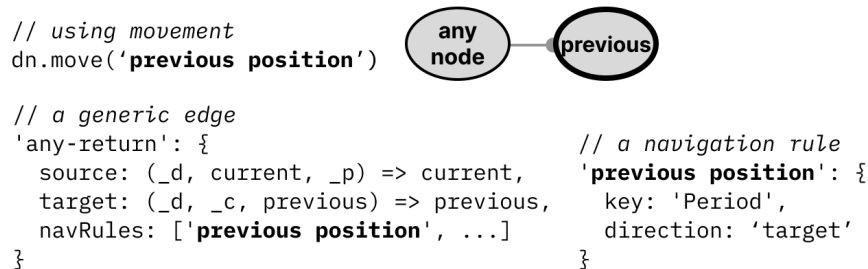 // using movement
dn.move(‘previous position’)
any
node
previous
// a generic edge
'any-return': {
source: (_d, current, _p) => current,
target: (_d, _c, previous) => previous,
navRules: ['previous position', ...]
}
// a navigation rule
'previous position': {
key: 'Period',
direction: ‘target’
}